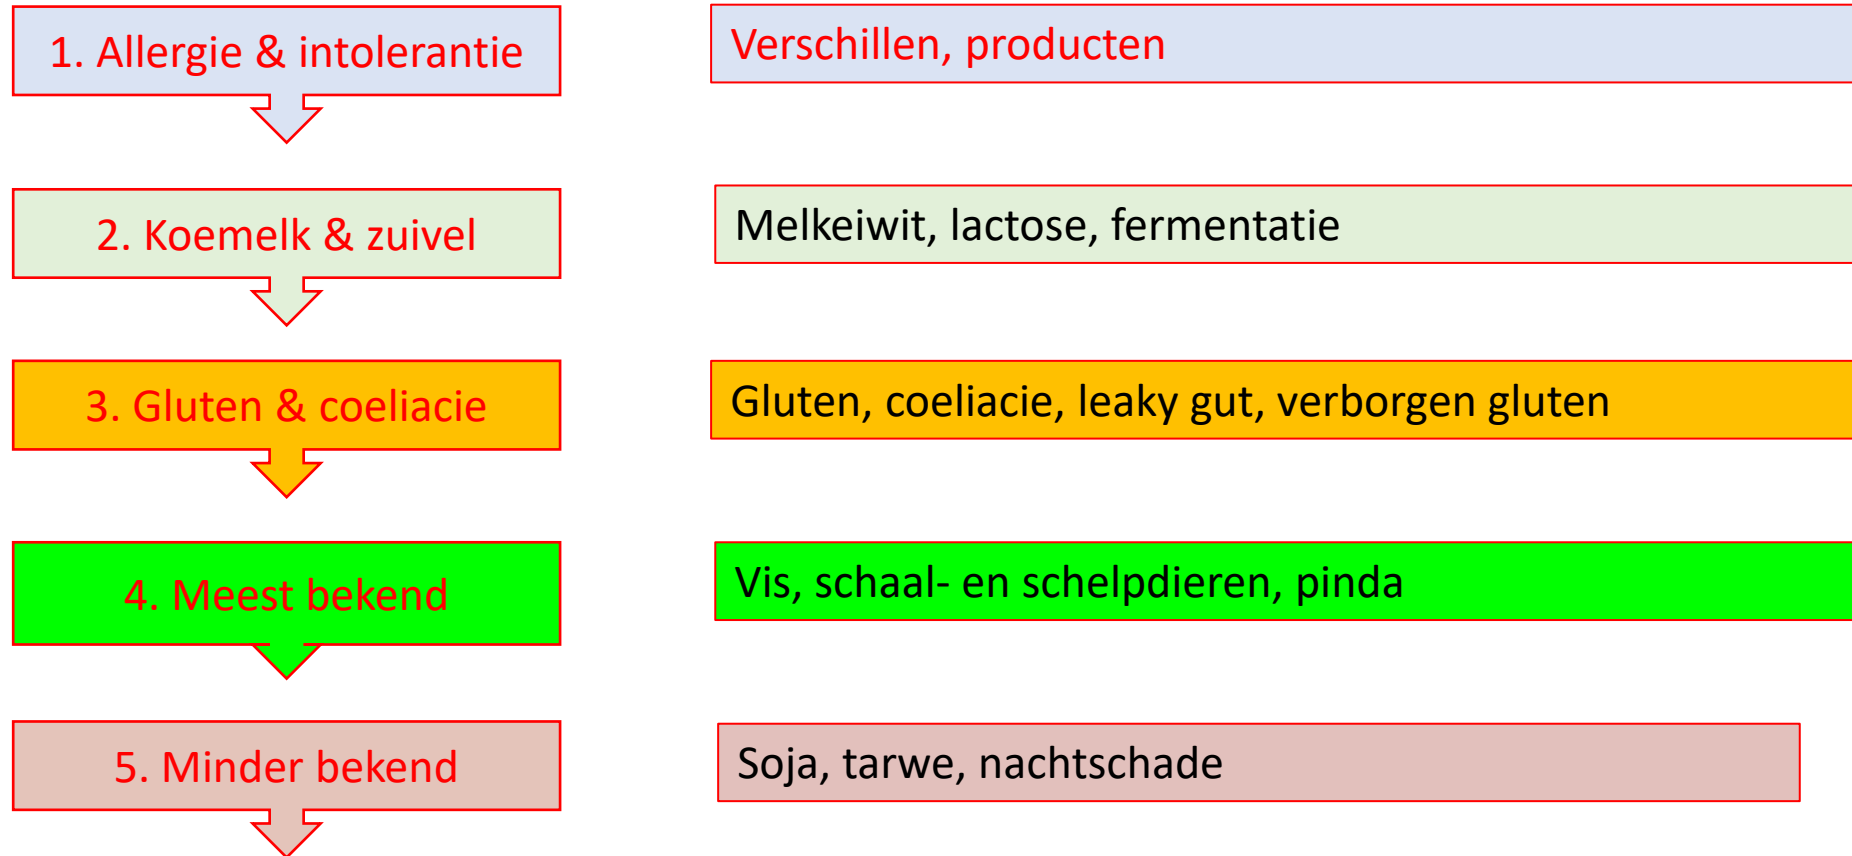 1. Allergie & intolerantie
Verschillen, producten
2. Koemelk & zuivel
Melkeiwit, lactose, fermentatie
3. Gluten & coeliacie
Gluten, coeliacie, leaky gut, verborgen gluten
4. Meest bekend
Vis, schaal- en schelpdieren, pinda
5. Minder bekend
Soja, tarwe, nachtschade